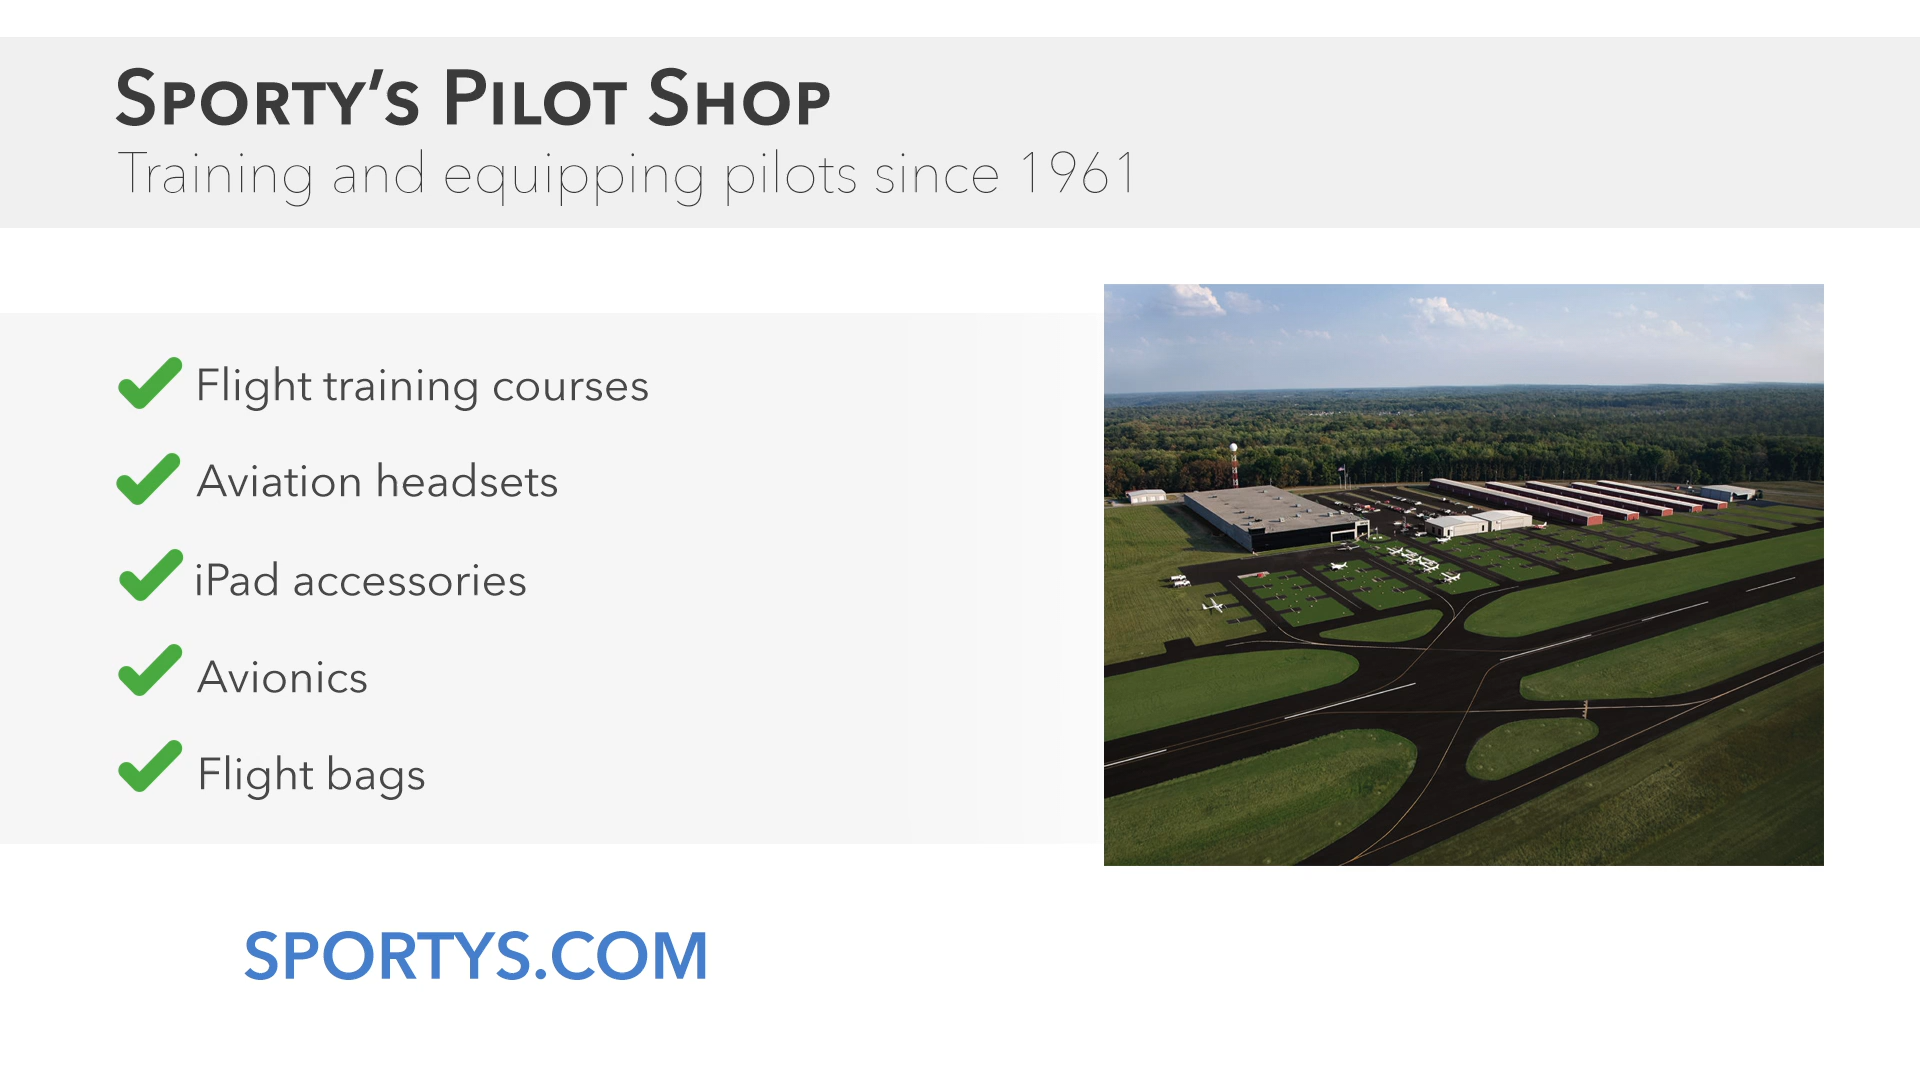 Sporty's Pilot Shop
Training and equipping pilots since 1961
Flight training courses
Aviation headsets
iPad accessories
Avionics
Flight bags
SPORTYS.COM